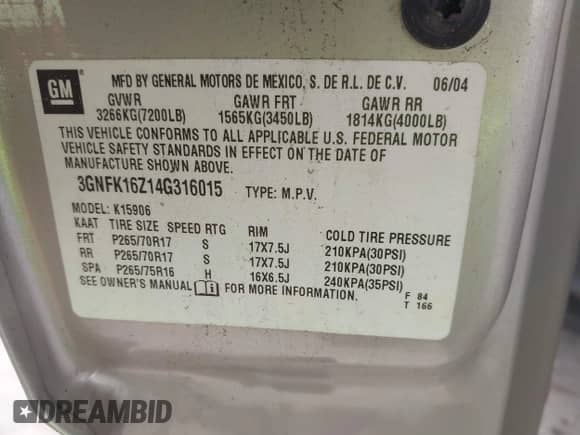 GM
MFD BY GENERAL MOTORS DE MEXICO, S. DE R.L. DE C.V. 06/04
GVWR GAWR FRT GAWR RR
3266KG(7200LB) 1565KG(3450LB) 1814KG(4000LB)
THIS VEHICLE CONFORMS TO ALL APPLICABLE U.S. FEDERAL MOTOR
VEHICLE SAFETY STANDARDS IN EFFECT ON THE DATE OF
MANUFACTURE SHOWN ABOVE.
3GNFK16Z14G316015 TYPE: M.P.V.
MODEL: K15906
KAAT TIRE SIZE SPEED RTG RIM COLD TIRE PRESSURE
FRT P265/70R17 S 17X7.5J 210KPA(30PSI)
RR P265/70R17 S 17X7.5J 210KPA(30PSI)
SPA P265/75R16 H 16X6.5J 240KPA(35PSI)
SEE OWNER'S MANUAL FOR MORE INFORMATION.
F 84
T 166
DREAMBID